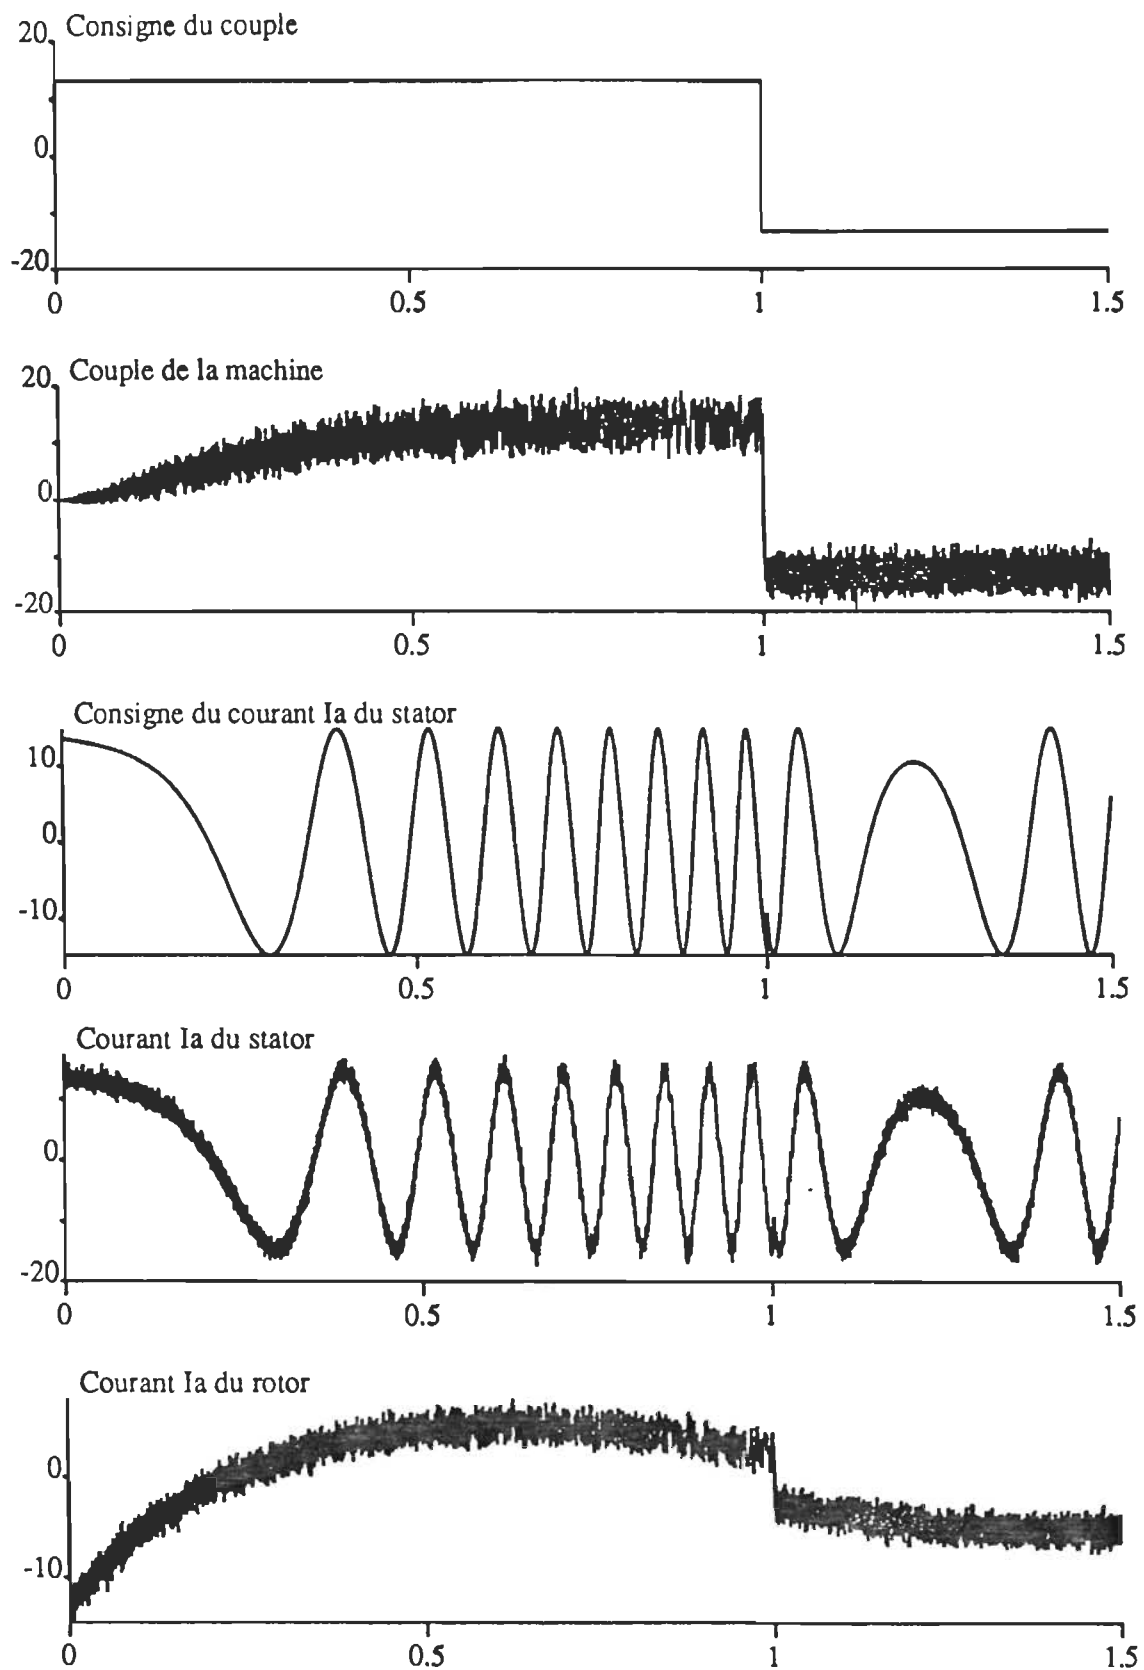 Consigne du couple
20
0
-20
0 0.5 1 1.5
Couple de la machine
20
0
-20
0 0.5 1 1.5
Consigne du courant Ia du stator
10
0
-10
0 0.5 1 1.5
Courant Ia du stator
0
-20
0 0.5 1 1.5
Courant Ia du rotor
0
-10
0 0.5 1 1.5